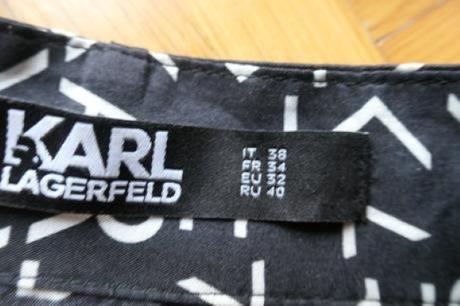 KARL
LAGERFELD
IT 38
FR 34
EU 32
RU 40